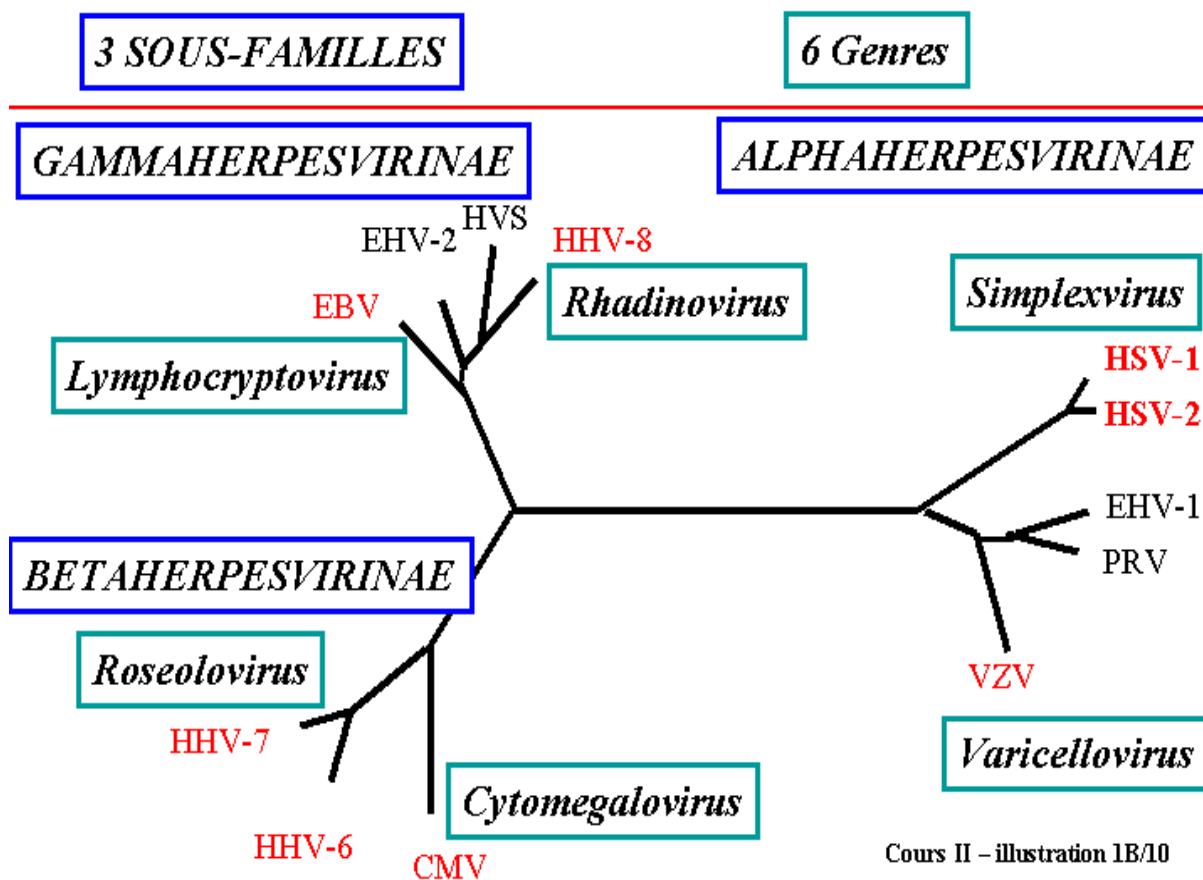 3 SOUS-FAMILLES
6 Genres
GAMMAHERPESVIRINAE
ALPHAHERPESVIRINAE
HVS
EHV-2
HHV-8
EBV
Rhadinovirus
Simplexvirus
Lymphocryptovirus
HSV-1
HSV-2
EHV-1
PRV
BETAHERPESVIRINAE
Roseolovirus
VZV
HHV-7
Varicellovirus
Cytomegalovirus
HHV-6
CMV
Cours II – illustration 1B/10